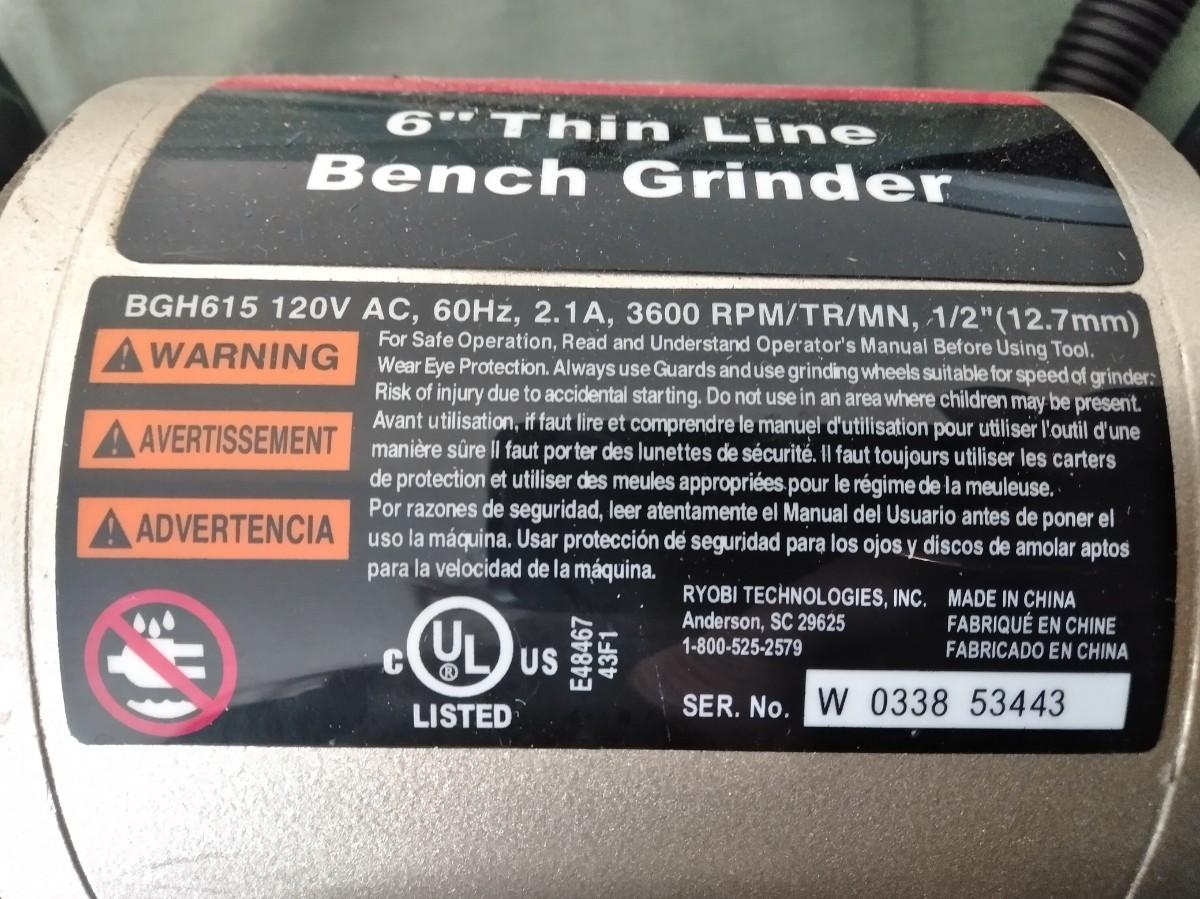 6" Thin Line
Bench Grinder
BGH615 120V AC, 60Hz, 2.1A, 3600 RPM/TR/MN, 1/2"(12.7mm)
WARNING
For Safe Operation, Read and Understand Operator's Manual Before Using Tool.
Wear Eye Protection. Always use Guards and use grinding wheels suitable for speed of grinder.
Risk of injury due to accidental starting. Do not use in an area where children may be present.
AVERTISSEMENT
Avant utilisation, if faut lire et comprendre le manuel d'utilisation pour utiliser l'outil d'une
manière sûre Il faut porter des lunettes de sécurité. Il faut toujours utiliser les carters
de protection et utiliser des meules appropriées pour le régime de la meuleuse.
ADVERTENCIA
Por razones de seguridad, leer atentamente el Manual del Usuario antes de poner el
uso la máquina. Usar protección de seguridad para los ojos y discos de amolar aptos
para la velocidad de la máquina.
C UL ® US
LISTED
E48467
43F1
RYOBI TECHNOLOGIES, INC.
Anderson, SC 29625
1-800-525-2579
MADE IN CHINA
FABRIQUÉ EN CHINE
FABRICADO EN CHINA
SER. No. W 0338 53443